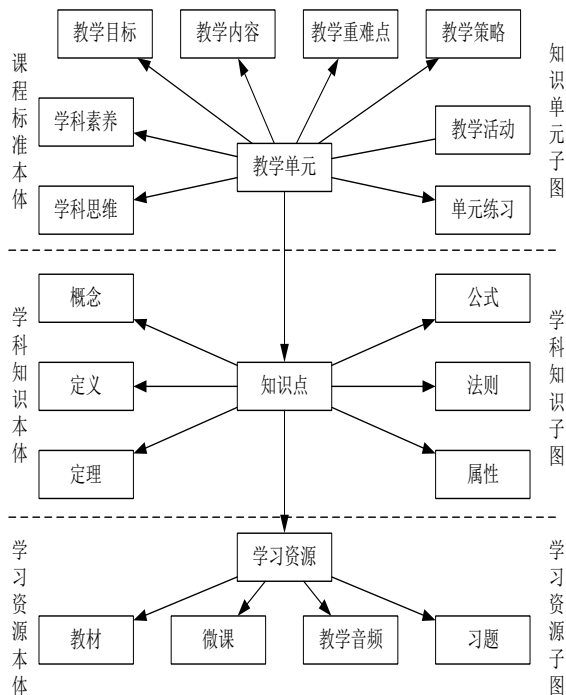 教学目标
教学内容
教学重难点
教学策略
课程标准本体
知识单元子图
学科素养
教学活动
教学单元
学科思维
单元练习
概念
公式
学科知识本体
学科知识子图
定义
知识点
法则
定理
属性
学习资源
学习资源本体
学习资源子图
教材
微课
教学音频
习题